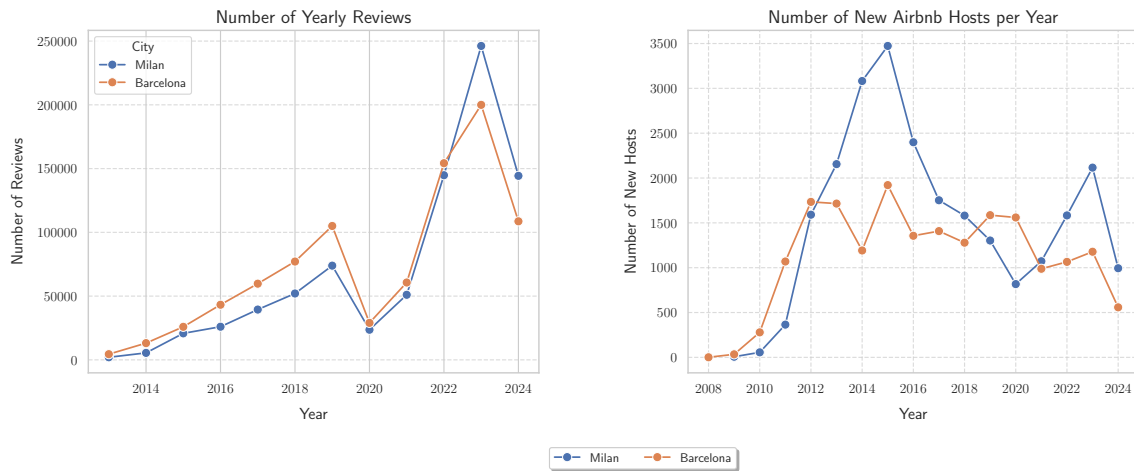 Number of Yearly Reviews
City
Milan
Barcelona
250000
200000
150000
100000
50000
0
Number of Reviews
2014 2016 2018 2020 2022 2024
Year
Number of New Airbnb Hosts per Year
3500
3000
2500
2000
1500
1000
500
0
Number of New Hosts
2008 2010 2012 2014 2016 2018 2020 2022 2024
Year
Milan Barcelona